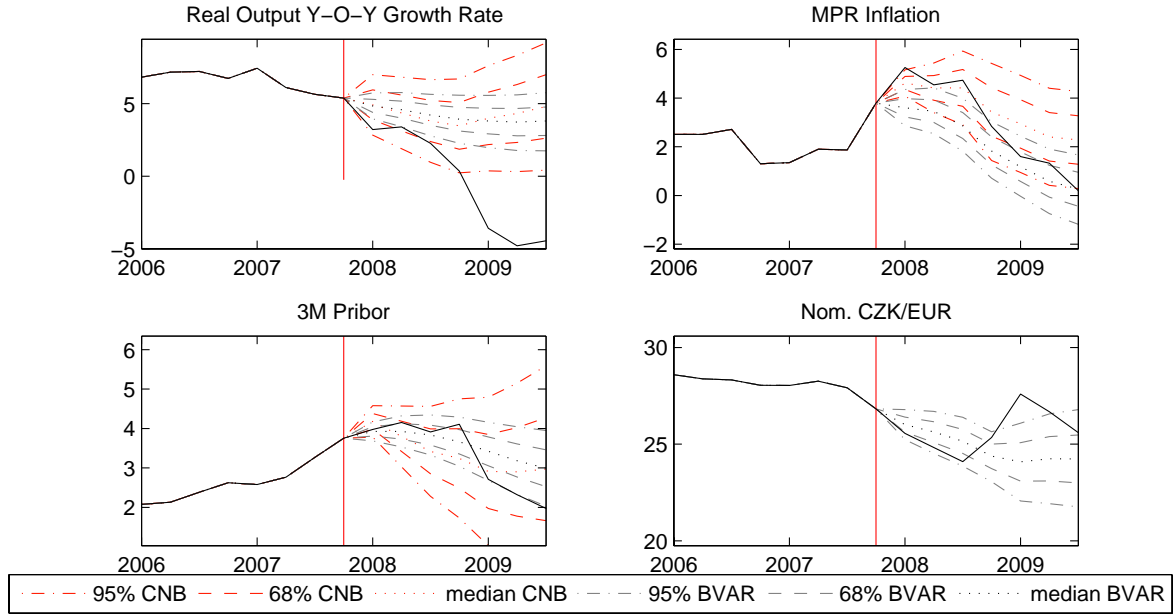 Real Output Y−O−Y Growth Rate
5
0
−5
2006 2007 2008 2009
MPR Inflation
6
4
2
0
−2
2006 2007 2008 2009
3M Pribor
6
5
4
3
2
2006 2007 2008 2009
Nom. CZK/EUR
30
25
20
2006 2007 2008 2009
95% CNB 68% CNB median CNB 95% BVAR 68% BVAR median BVAR